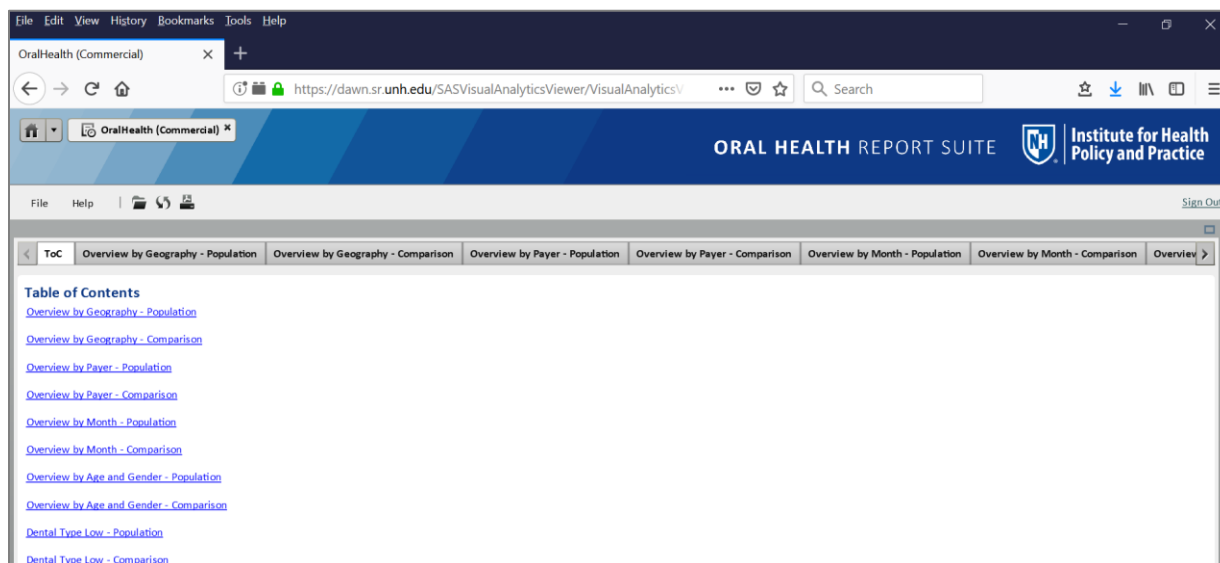 File Edit View History Bookmarks Tools Help
OralHealth (Commercial)
https://dawn.sr.unh.edu/SASVisualAnalyticsViewer/VisualAnalyticsV
Search
OralHealth (Commercial)
ORAL HEALTH REPORT SUITE
NH
Institute for Health
Policy and Practice
File Help
Sign Out
ToC Overview by Geography - Population Overview by Geography - Comparison Overview by Payer - Population Overview by Payer - Comparison Overview by Month - Population Overview by Month - Comparison Overview
Table of Contents
Overview by Geography - Population
Overview by Geography - Comparison
Overview by Payer - Population
Overview by Payer - Comparison
Overview by Month - Population
Overview by Month - Comparison
Overview by Age and Gender - Population
Overview by Age and Gender - Comparison
Dental Type Low - Population
Dental Type Low - Comparison